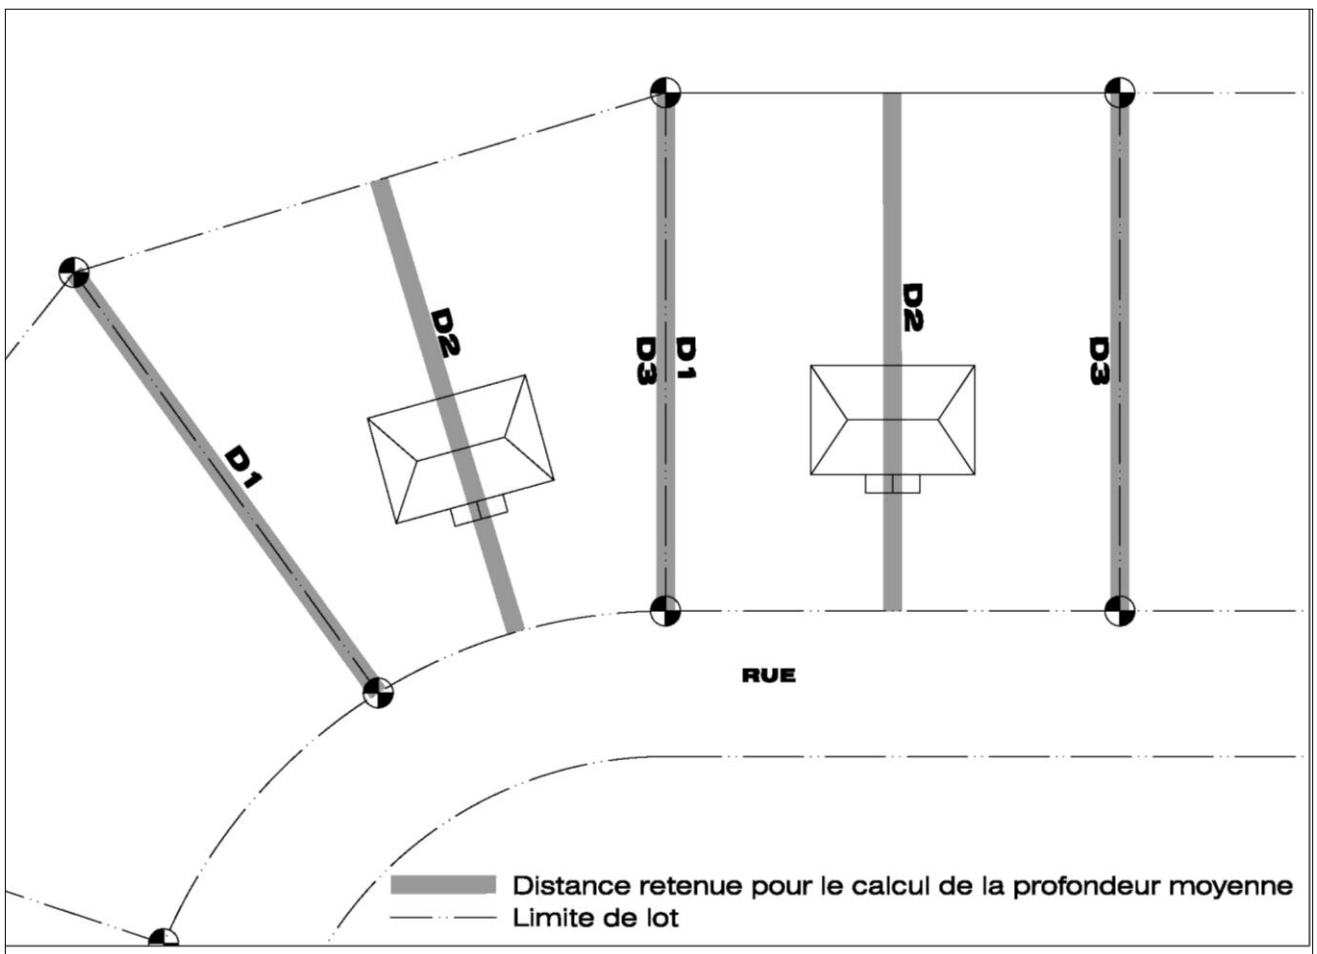 D2
D2
D3
D1
D3
D1
RUE
Distance retenue pour le calcul de la profondeur moyenne
Limite de lot